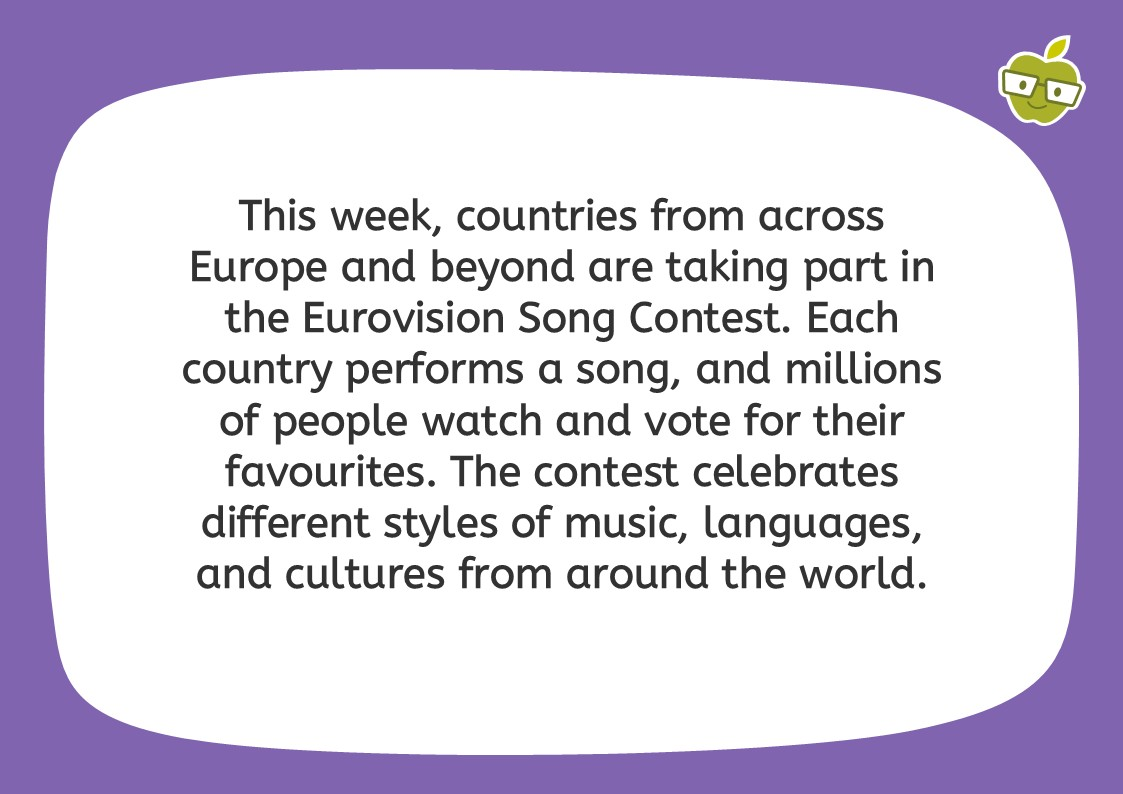 This week, countries from across
Europe and beyond are taking part in
the Eurovision Song Contest. Each
country performs a song, and millions
of people watch and vote for their
favourites. The contest celebrates
different styles of music, languages,
and cultures from around the world.